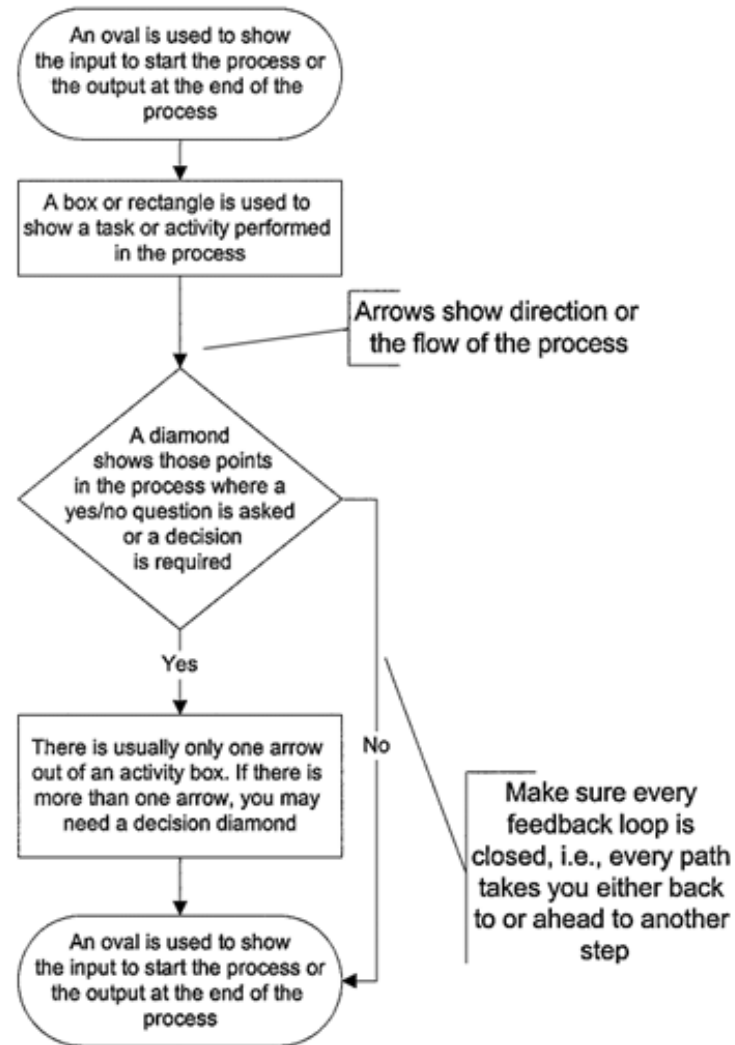 An oval is used to show
the input to start the process or
the output at the end of the
process
A box or rectangle is used to
show a task or activity performed
in the process
Arrows show direction or
the flow of the process
A diamond
shows those points
in the process where a
yes/no question is asked
or a decision
is required
Yes
No
There is usually only one arrow
out of an activity box. If there is
more than one arrow, you may
need a decision diamond
Make sure every
feedback loop is
closed, i.e., every path
takes you either back
to or ahead to another
step
An oval is used to show
the input to start the process or
the output at the end of the
process